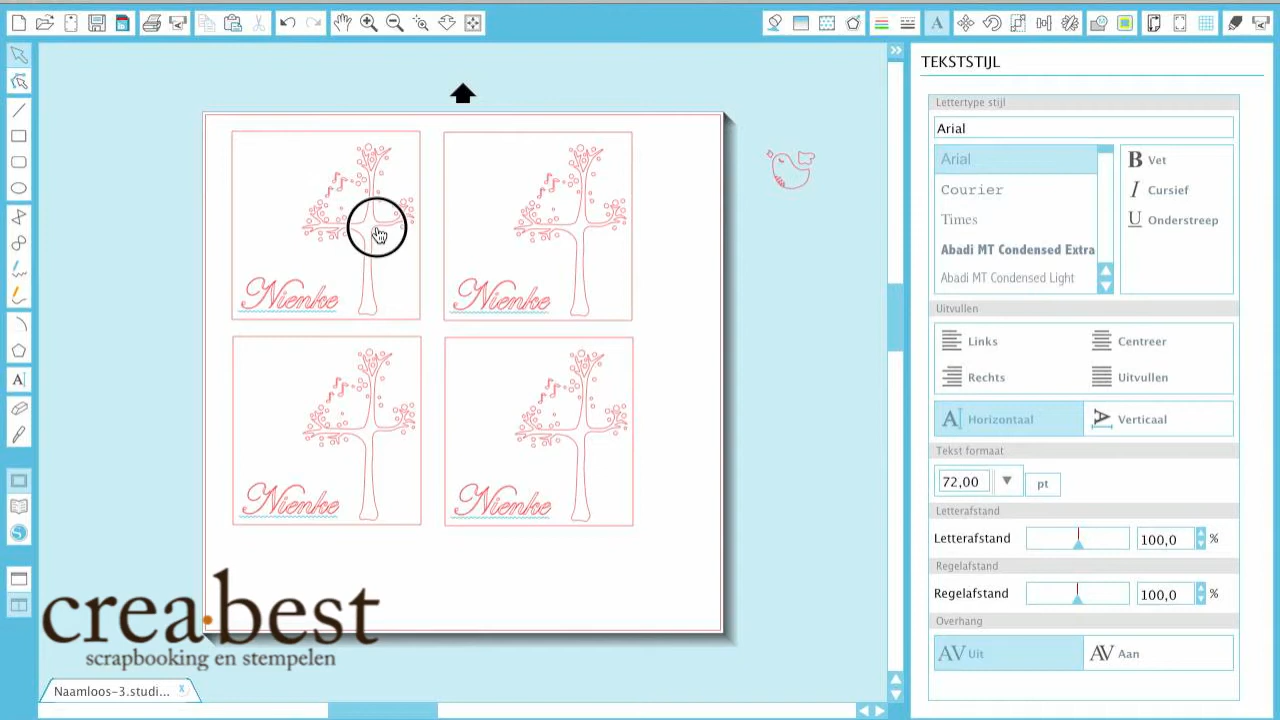 TEKSTSTIJL
Lettertype stijl
Arial
Arial
Courier
Times
Abadi MT Condensed Extra
Abadi MT Condensed Light
B Vet
I Cursief
U Onderstreep
Uitvullen
Links
Centreer
Rechts
Uitvullen
A Horizontaal
A Verticaal
Tekst formaat
72,00
pt
Letterafstand
Letterafstand
100,0
%
Regelafstand
Regelafstand
100,0
%
Overhang
AV Uit
AV Aan
Nienke
Nienke
Nienke
Nienke
crea·best
scrapbooking en stempelen
Naamloos-3.studi...